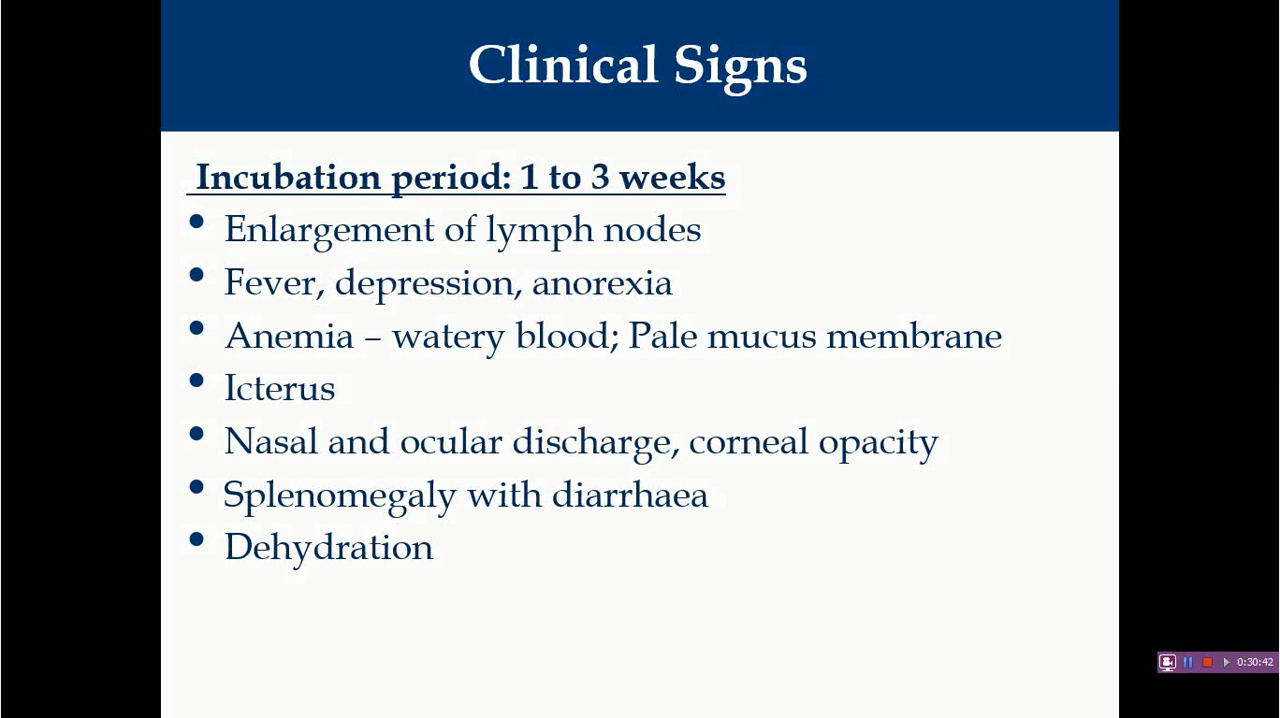 Clinical Signs
Incubation period: 1 to 3 weeks
• Enlargement of lymph nodes
• Fever, depression, anorexia
• Anemia – watery blood; Pale mucus membrane
• Icterus
• Nasal and ocular discharge, corneal opacity
• Splenomegaly with diarrhaea
• Dehydration
0:30:42